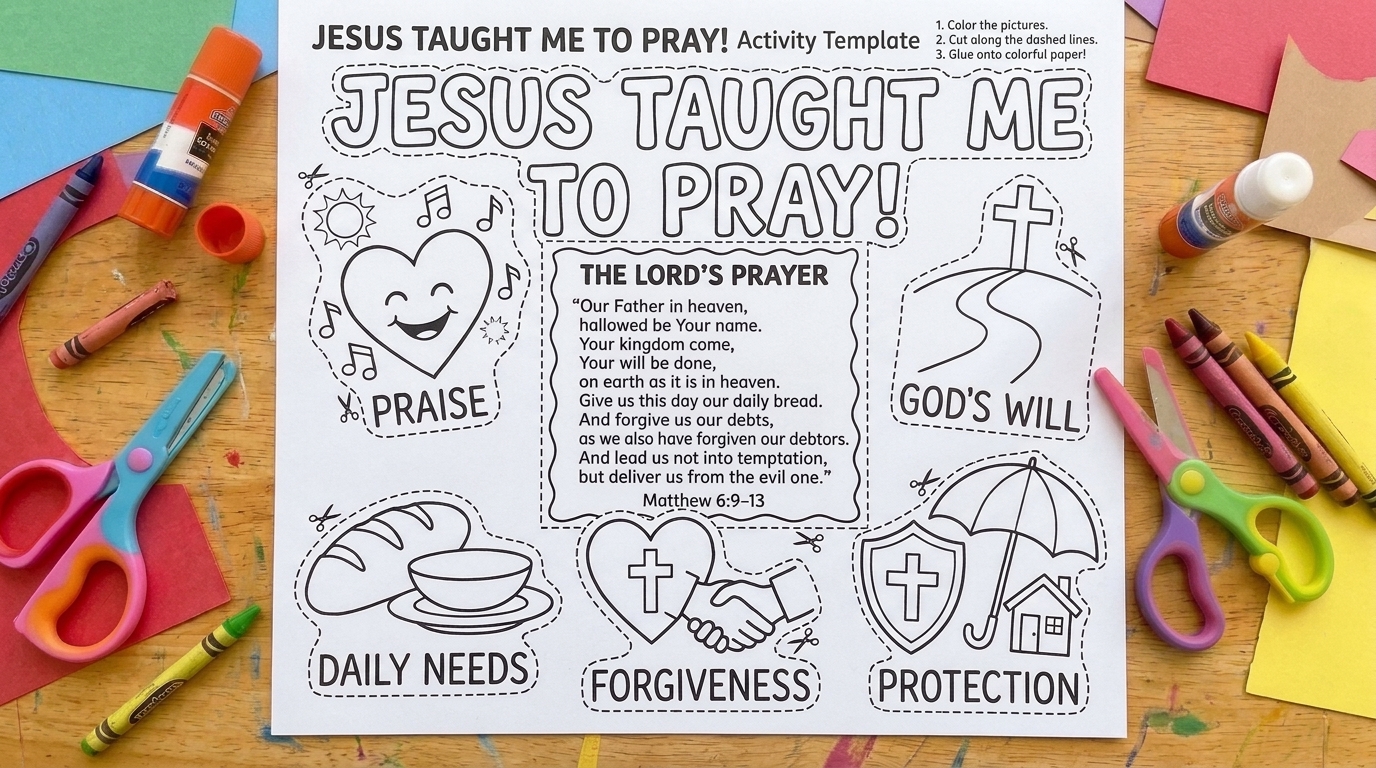 JESUS TAUGHT ME TO PRAY! Activity Template
1. Color the pictures.
2. Cut along the dashed lines.
3. Glue onto colorful paper!
JESUS TAUGHT ME
TO PRAY!
PRAISE
THE LORD'S PRAYER
“Our Father in heaven,
hallowed be Your name.
Your kingdom come,
Your will be done,
on earth as it is in heaven.
Give us this day our daily bread.
And forgive us our debts,
as we also have forgiven our debtors.
And lead us not into temptation,
but deliver us from the evil one.”
Matthew 6:9–13
GOD'S WILL
DAILY NEEDS
FORGIVENESS
PROTECTION